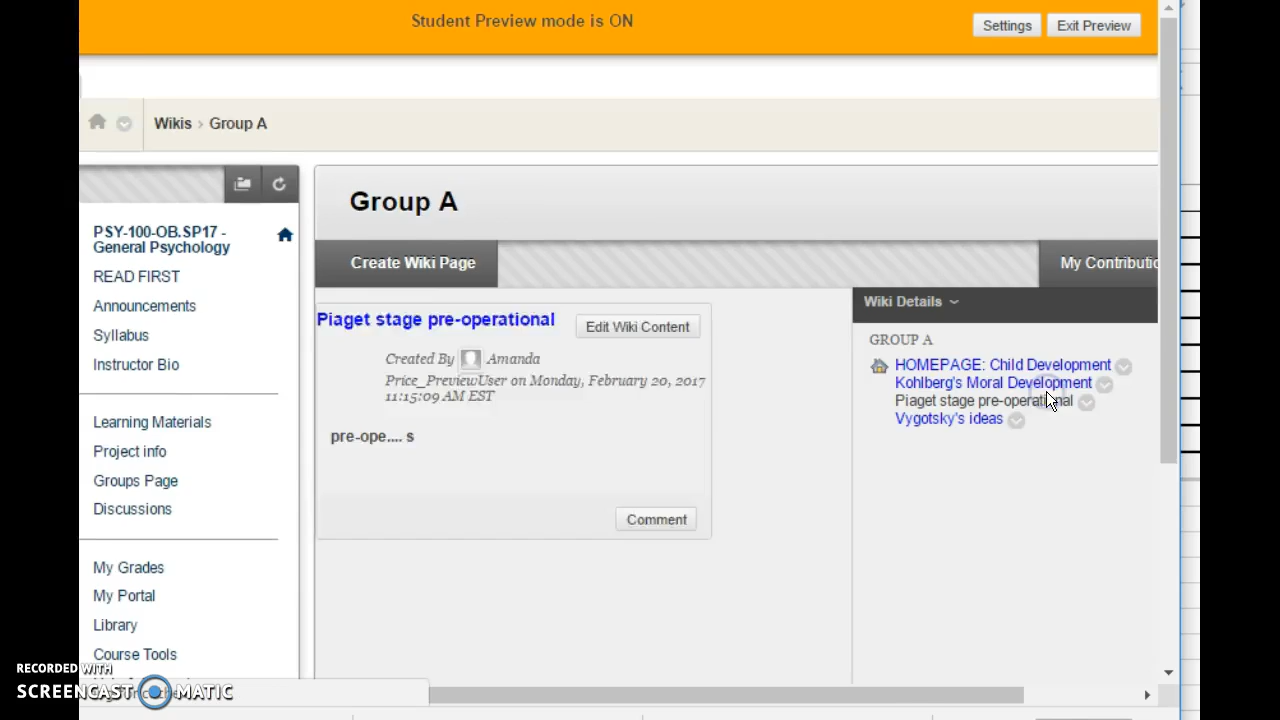 Student Preview mode is ON
Settings
Exit Preview
Wikis > Group A
PSY-100-OB.SP17 -
General Psychology
READ FIRST
Announcements
Syllabus
Instructor Bio
Learning Materials
Project info
Groups Page
Discussions
My Grades
My Portal
Library
Course Tools
Group A
Create Wiki Page
My Contributio
Piaget stage pre-operational
Edit Wiki Content
Created By Amanda
Price_PreviewUser on Monday, February 20, 2017
11:15:09 AM EST
pre-ope.... s
Comment
Wiki Details
GROUP A
HOMEPAGE: Child Development
Kohlberg's Moral Development
Piaget stage pre-operational
Vygotsky's ideas
RECORDED WITH
SCREENCAST MATIC